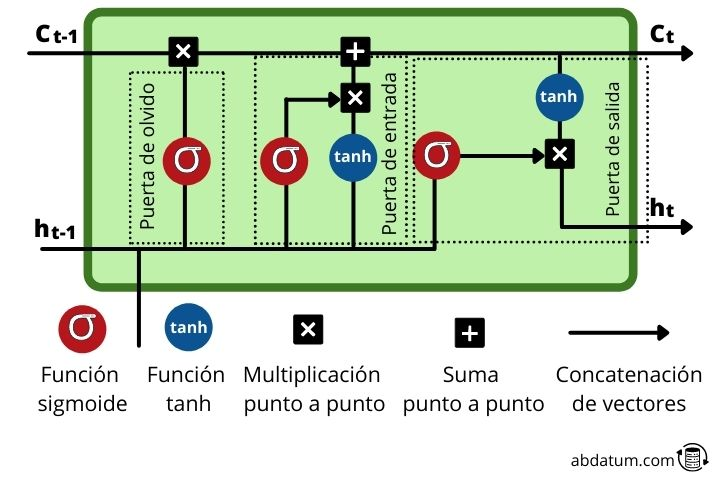 Ct-1
Ct
×
+
×
tanh
×
σ
σ
tanh
σ
Puerta de olvido
Puerta de entrada
Puerta de salida
ht-1
ht
σ
tanh
×
+
Función
sigmoide
Función
tanh
Multiplicación
punto a punto
Suma
punto a punto
Concatenación
de vectores
abdatum.com